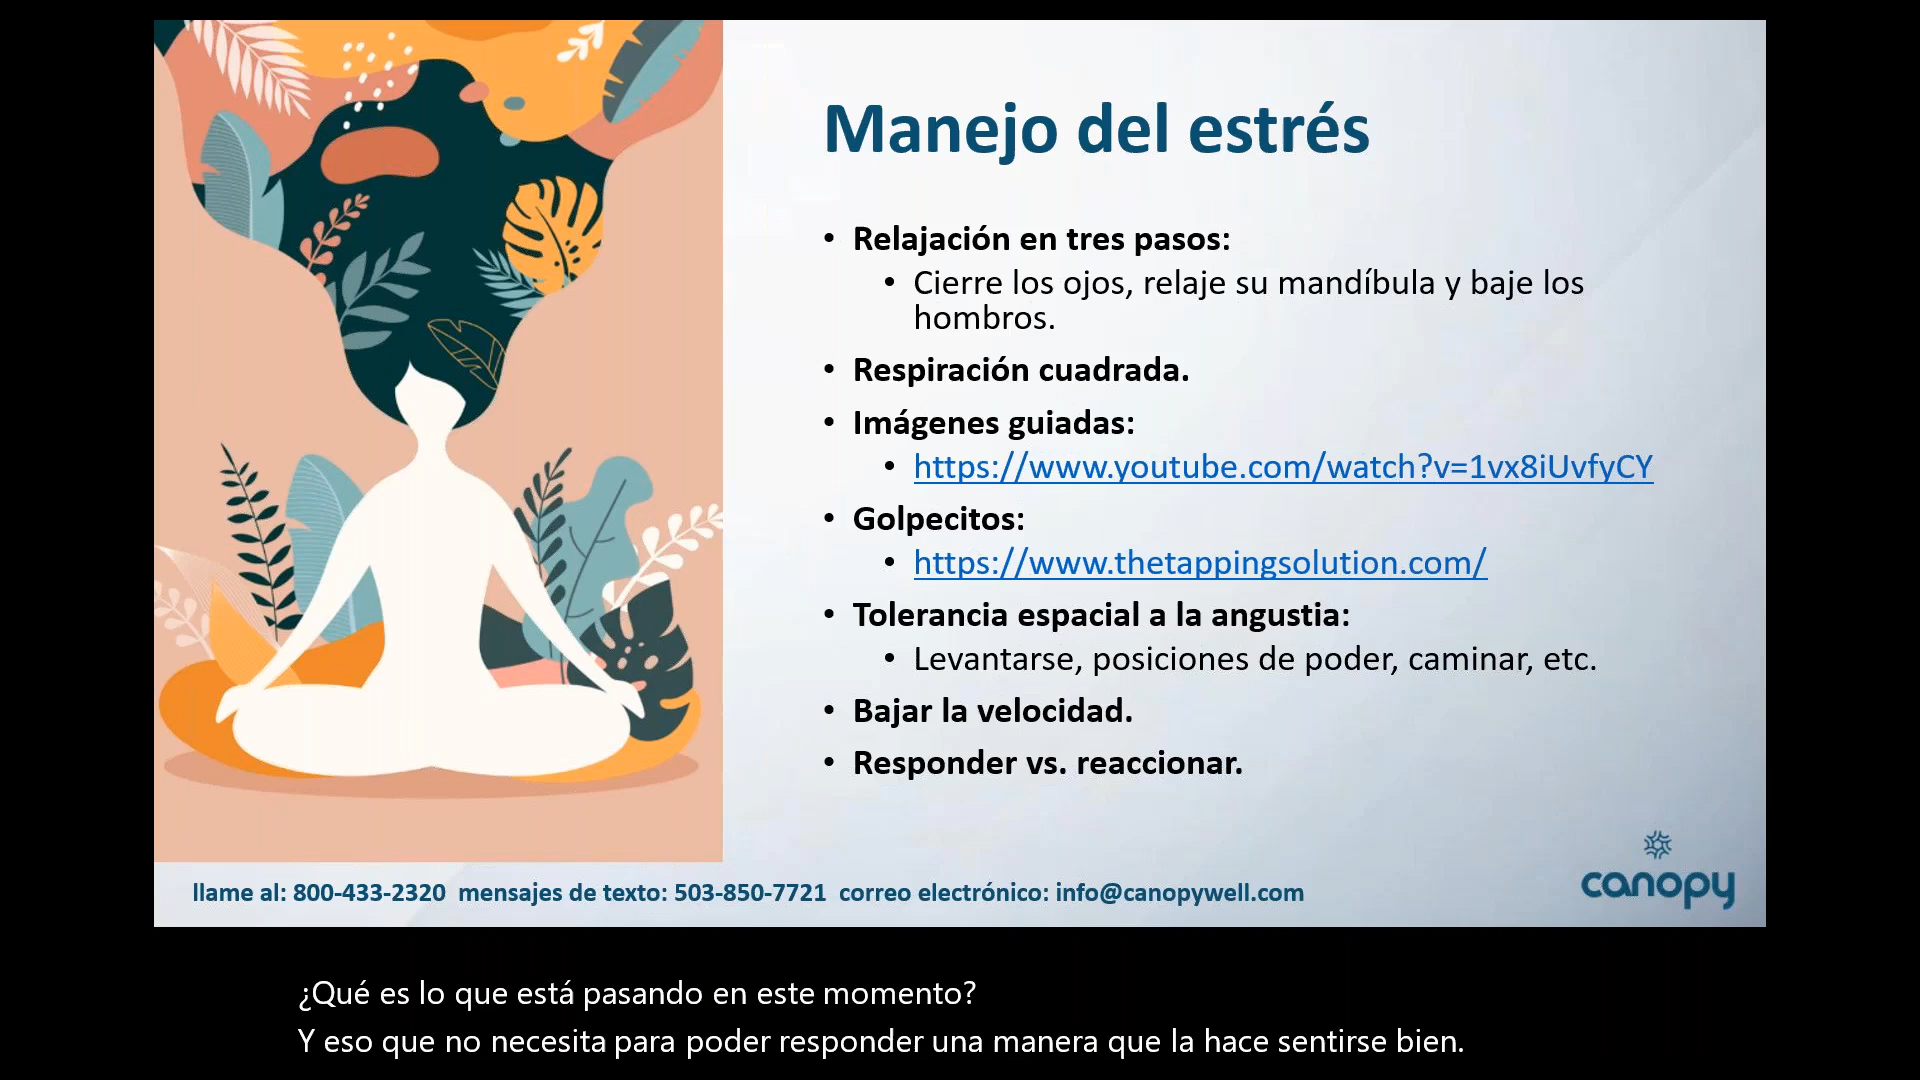 Manejo del estrés
• Relajación en tres pasos:
• Cierre los ojos, relaje su mandíbula y baje los
hombros.
• Respiración cuadrada.
• Imágenes guiadas:
• https://www.youtube.com/watch?v=1vx8iUvfyCY
• Golpecitos:
• https://www.thetappingsolution.com/
• Tolerancia espacial a la angustia:
• Levantarse, posiciones de poder, caminar, etc.
• Bajar la velocidad.
• Responder vs. reaccionar.
canopy
llame al: 800-433-2320 mensajes de texto: 503-850-7721 correo electrónico: info@canopywell.com
¿Qué es lo que está pasando en este momento?
Y eso que no necesita para poder responder una manera que la hace sentirse bien.